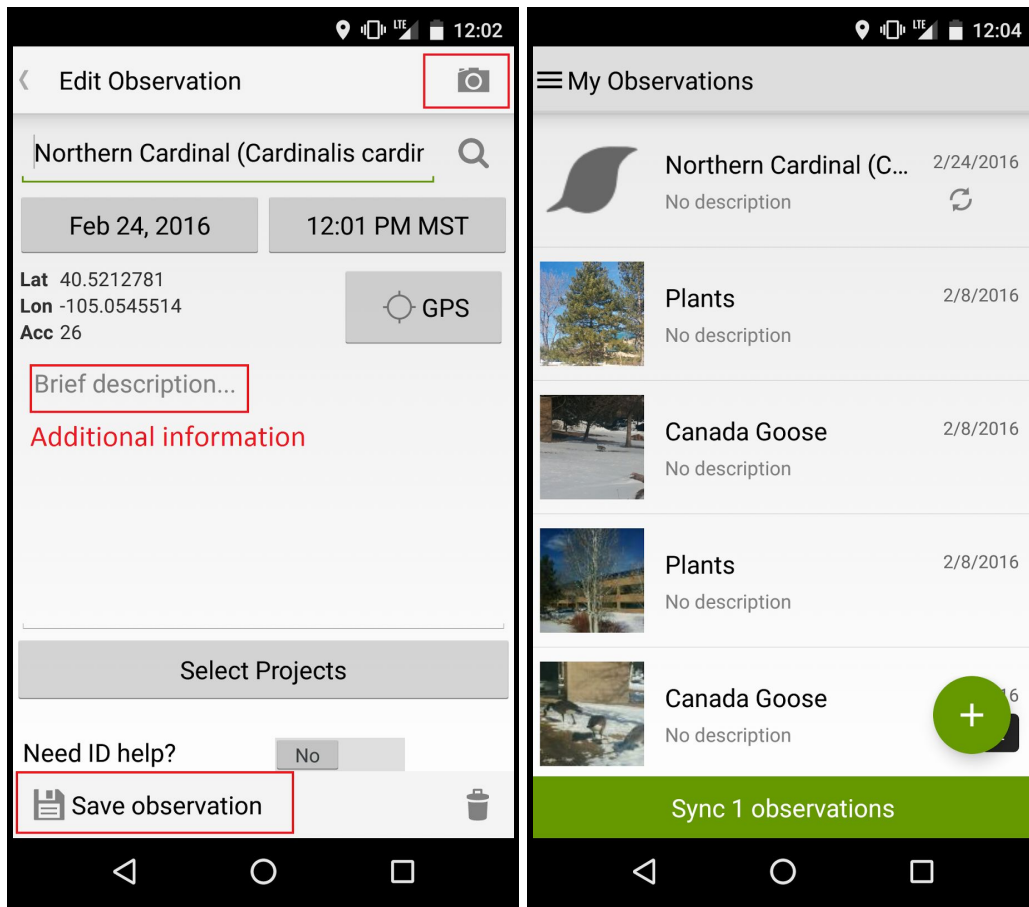 LTE 12:02
Edit Observation
Northern Cardinal (Cardinalis cardir
Feb 24, 2016 12:01 PM MST
Lat 40.5212781
Lon -105.0545514
Acc 26
GPS
Brief description...
Additional information
Select Projects
Need ID help? No
Save observation
LTE 12:04
My Observations
Northern Cardinal (C... 2/24/2016
No description
Plants 2/8/2016
No description
Canada Goose 2/8/2016
No description
Plants 2/8/2016
No description
Canada Goose
No description
+
Sync 1 observations